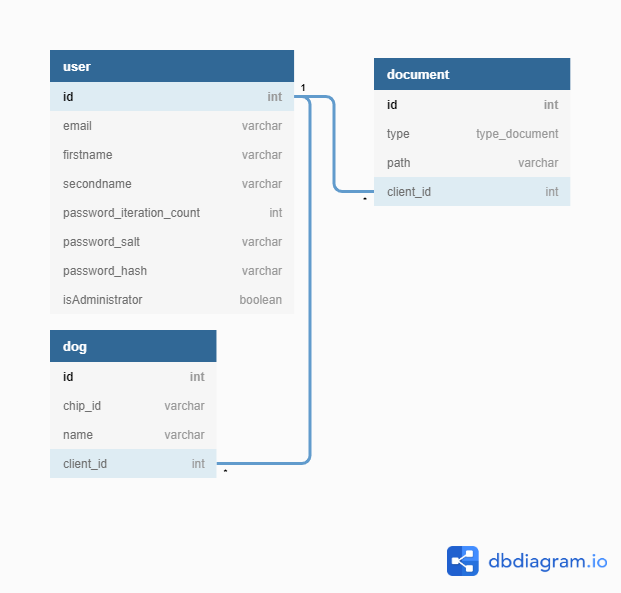 user
id int
email varchar
firstname varchar
secondname varchar
password_iteration_count int
password_salt varchar
password_hash varchar
isAdministrator boolean
1
document
id int
type type_document
path varchar
client_id int
*
dog
id int
chip_id varchar
name varchar
client_id int
*
dbdiagram.io